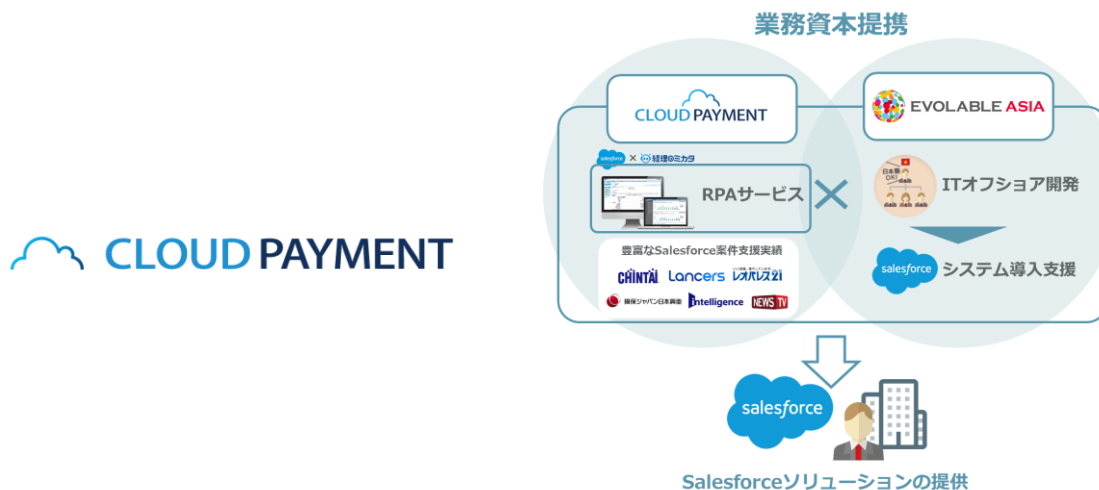 業務資本提携
CLOUD PAYMENT
EVOLABLE ASIA
salesforce × 経理のミカタ
RPAサービス
×
ITオフショア開発
豊富なSalesforce案件支援実績
CHINTAI Lancers レオパレス21
損保ジャパン日本興亜 Intelligence NEWS TV
salesforce システム導入支援
CLOUD PAYMENT
salesforce
Salesforceソリューションの提供